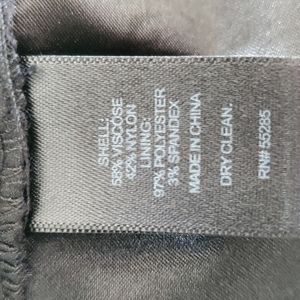 SHELL:
58% VISCOSE
42% NYLON
LINING:
97% POLYESTER
3% SPANDEX
MADE IN CHINA
DRY CLEAN.
RN# 55285